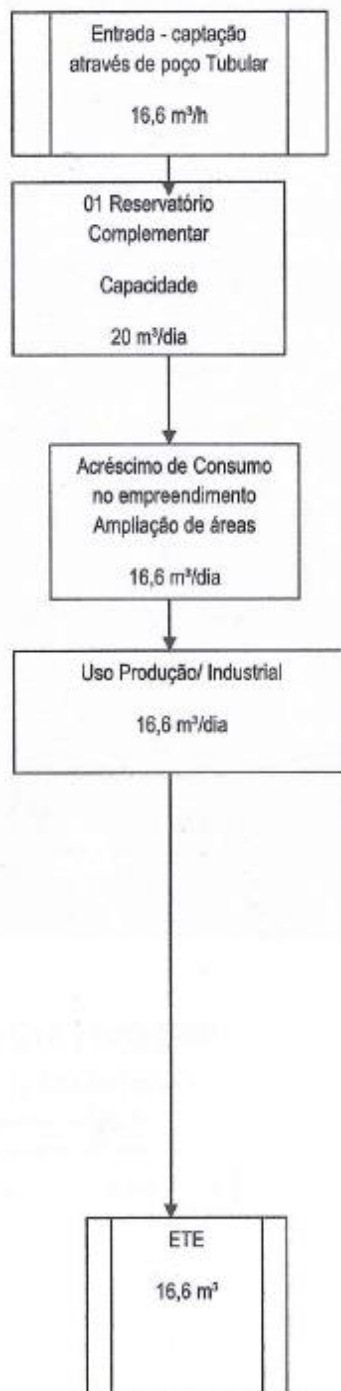 Entrada - captação
através de poço Tubular
16,6 m³/h
01 Reservatório
Complementar
Capacidade
20 m³/dia
Acréscimo de Consumo
no empreendimento
Ampliação de áreas
16,6 m³/dia
Uso Produção/ Industrial
16,6 m³/dia
ETE
16,6 m³